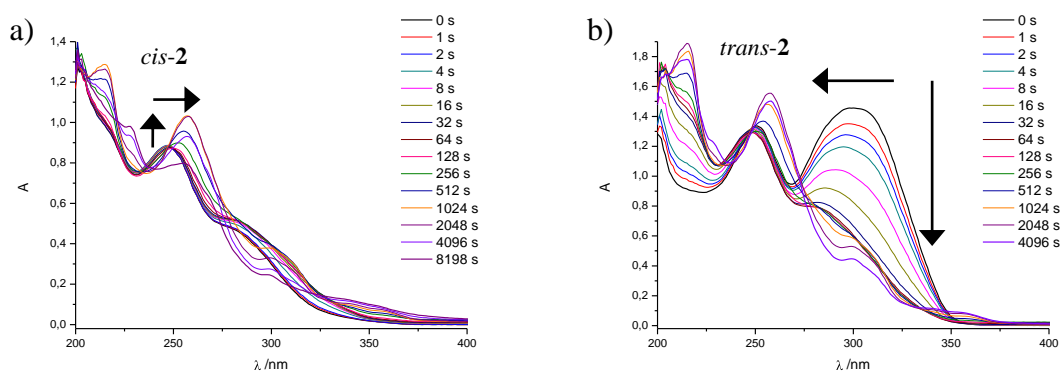 a)
cis-2
A
1,4
1,2
1,0
0,8
0,6
0,4
0,2
0,0
200 250 300 350 400
λ /nm
0 s
1 s
2 s
4 s
8 s
16 s
32 s
64 s
128 s
256 s
512 s
1024 s
2048 s
4096 s
8198 s
b)
trans-2
A
1,8
1,6
1,4
1,2
1,0
0,8
0,6
0,4
0,2
0,0
200 250 300 350 400
λ /nm
0 s
1 s
2 s
4 s
8 s
16 s
32 s
64 s
128 s
256 s
512 s
1024 s
2048 s
4096 s